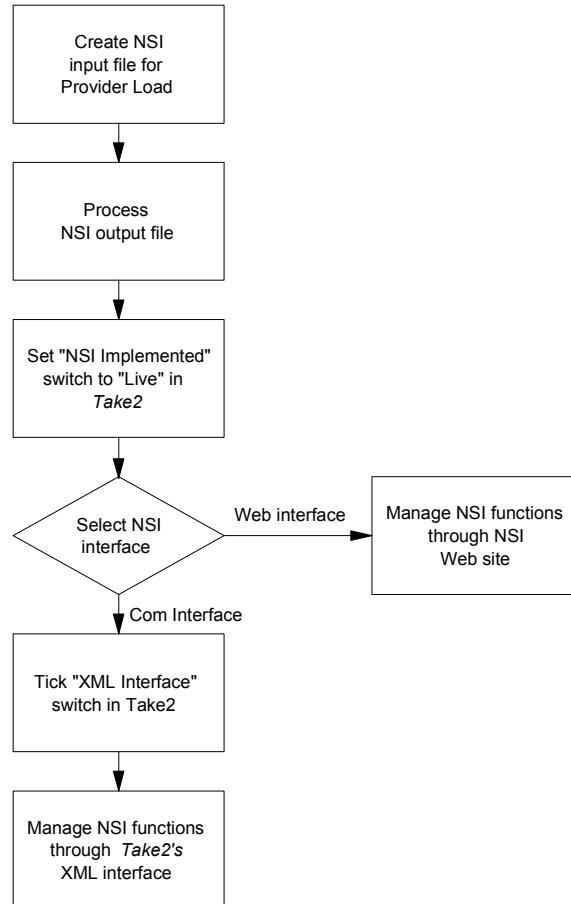 Create NSI
input file for
Provider Load
Process
NSI output file
Set "NSI Implemented"
switch to "Live" in
Take2
Select NSI
interface
Web interface
Manage NSI functions
through NSI
Web site
Com Interface
Tick "XML Interface"
switch in Take2
Manage NSI functions
through Take2's
XML interface